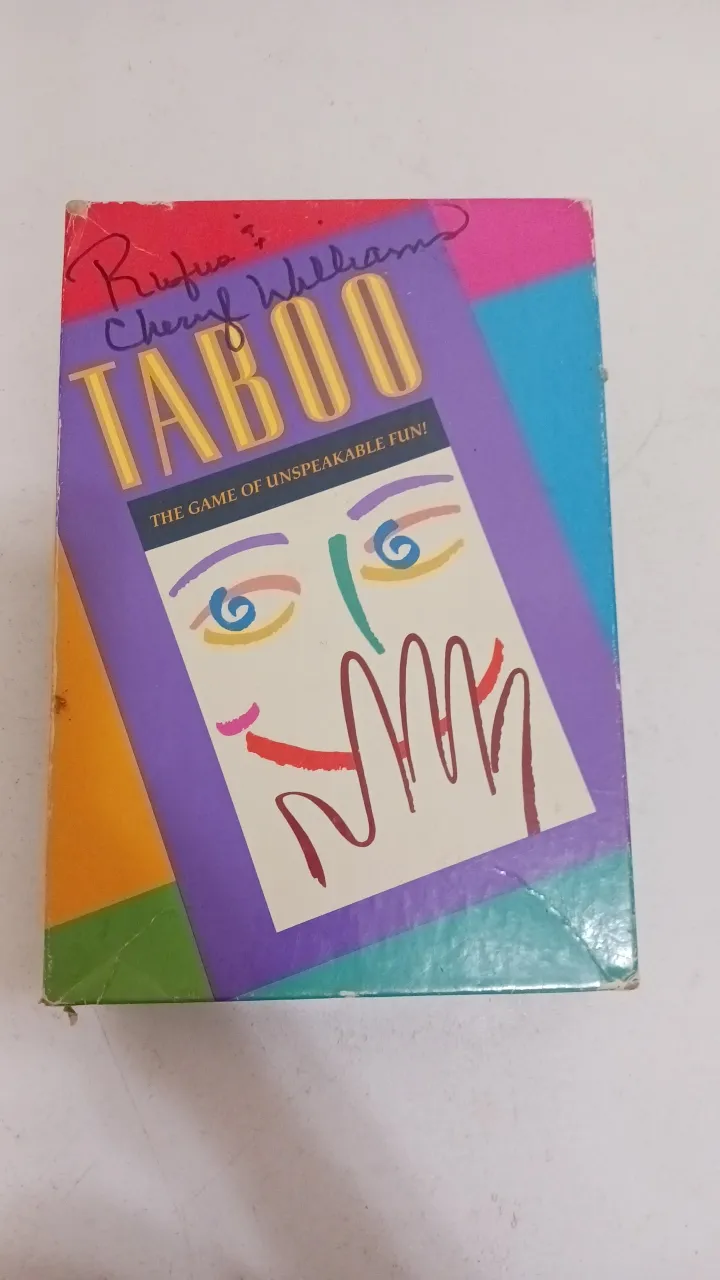 Rufus &
Cheryl Williams
TABOO
THE GAME OF UNSPEAKABLE FUN!